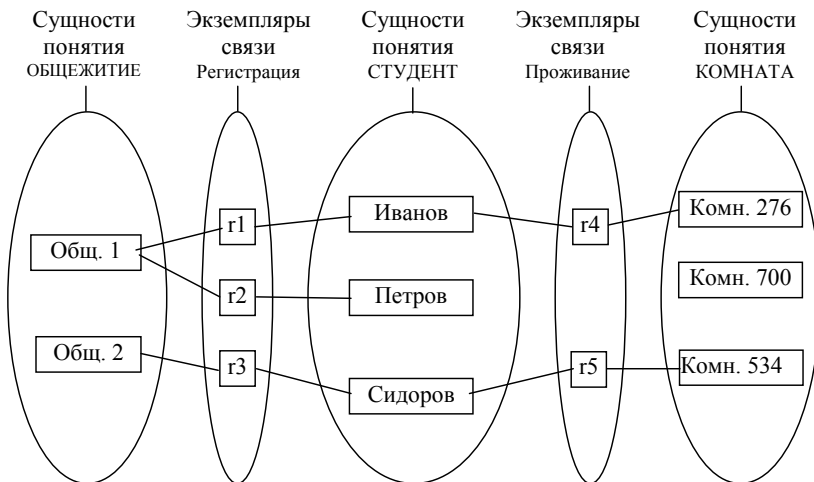 Сущности
понятия
ОБЩЕЖИТИЕ
Экземпляры
связи
Регистрация
Сущности
понятия
СТУДЕНТ
Экземпляры
связи
Проживание
Сущности
понятия
КОМНАТА
Общ. 1
Общ. 2
r1
r2
r3
Иванов
Петров
Сидоров
r4
r5
Комн. 276
Комн. 700
Комн. 534